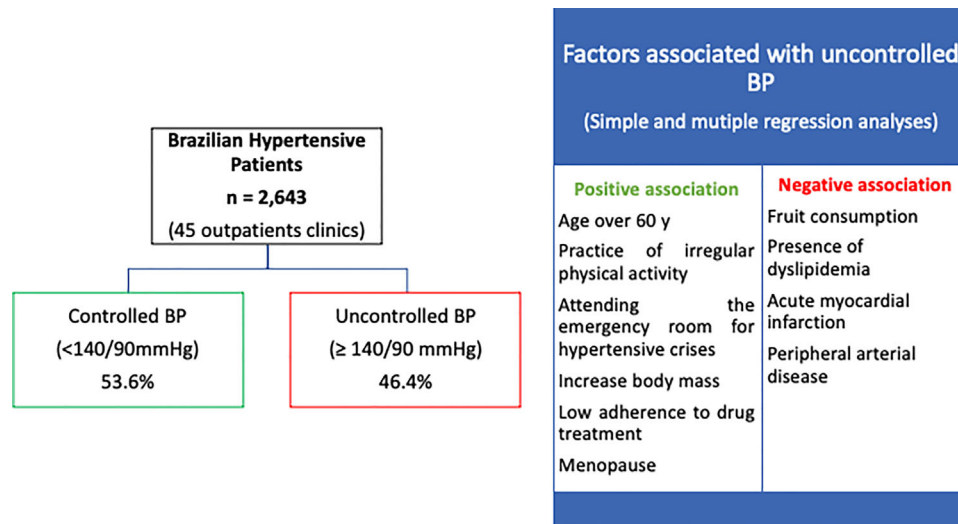 Brazilian Hypertensive
Patients
n = 2,643
(45 outpatients clinics)
Controlled BP
(<140/90mmHg)
53.6%
Uncontrolled BP
(≥ 140/90 mmHg)
46.4%
Factors associated with uncontrolled
BP
(Simple and mutiple regression analyses)
Positive association
Age over 60 y
Practice of irregular
physical activity
Attending the
emergency room for
hypertensive crises
Increase body mass
Low adherence to drug
treatment
Menopause
Negative association
Fruit consumption
Presence of
dyslipidemia
Acute myocardial
infarction
Peripheral arterial
disease